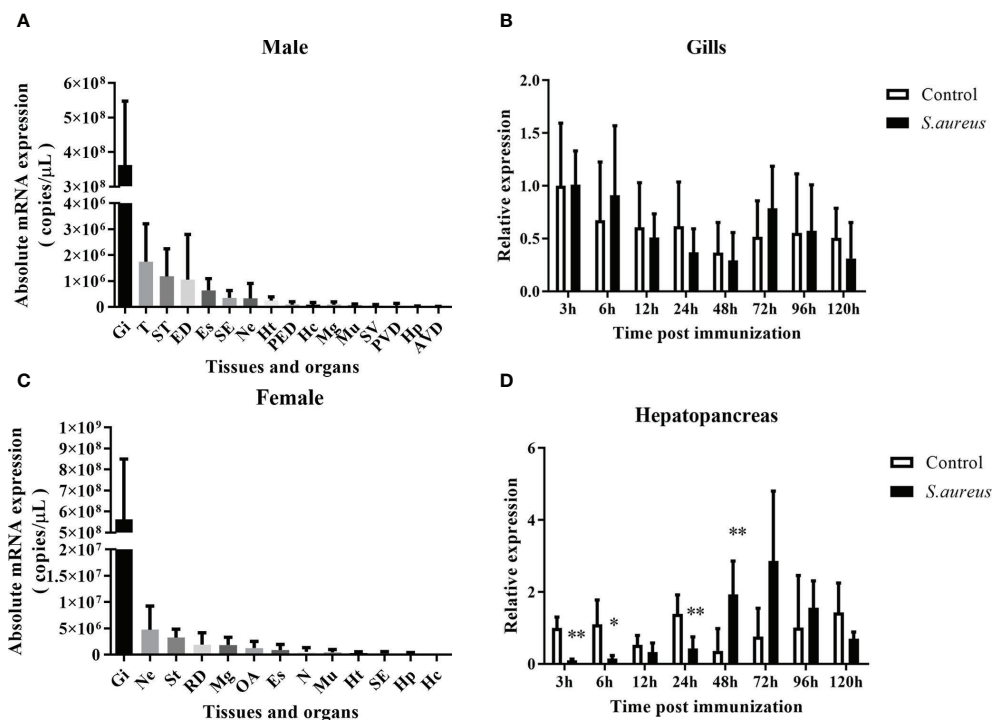 A
Male
Absolute mRNA expression
( copies/μL )
6×10⁸
5×10⁸
4×10⁸
3×10⁸
4×10⁶
3×10⁶
2×10⁶
1×10⁶
0
Gi T ST ED Es SE Ne Ht PED Hc Mg Mu SV PVD Hp AVD
Tissues and organs
B
Gills
Relative expression
2.0
1.5
1.0
0.5
0.0
3h 6h 12h 24h 48h 72h 96h 120h
Time post immunization
Control
S.aureus
C
Female
Absolute mRNA expression
( copies/μL )
1×10⁹
9×10⁸
8×10⁸
7×10⁸
6×10⁸
5×10⁸
2×10⁷
1.5×10⁷
1×10⁷
5×10⁶
0
Gi Ne St RD Mg OA Es N Mu Ht SE Hp Hc
Tissues and organs
D
Hepatopancreas
Relative expression
6
4
2
0
** * ** **
3h 6h 12h 24h 48h 72h 96h 120h
Time post immunization
Control
S.aureus